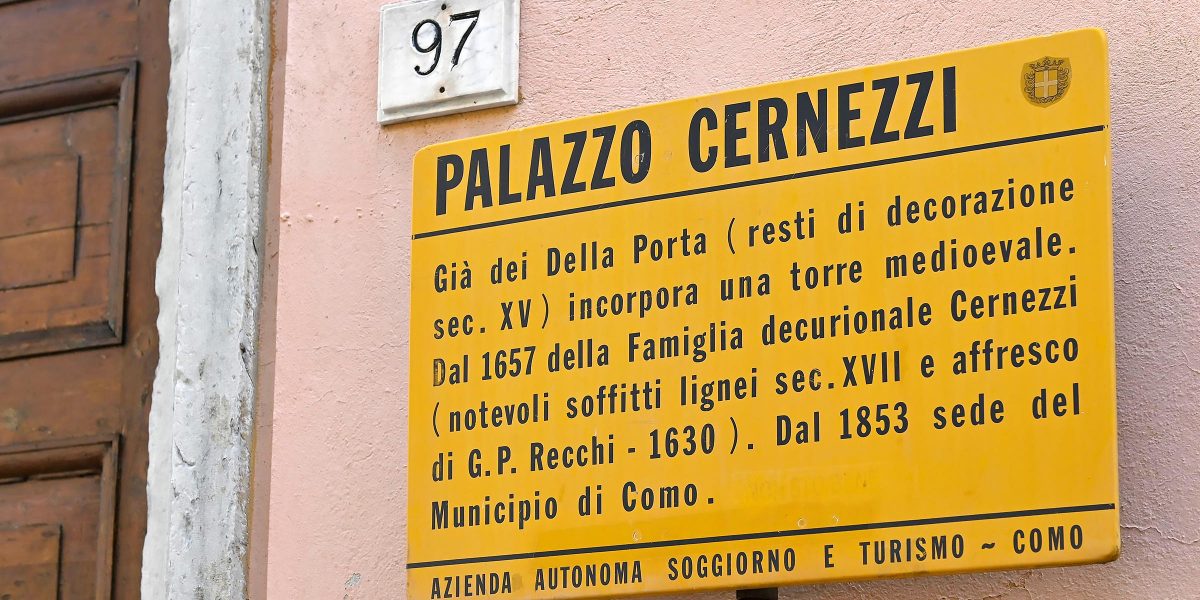 97
PALAZZO CERNEZZI
Già dei Della Porta ( resti di decorazione
sec. XV ) incorpora una torre medioevale.
Dal 1657 della Famiglia decurionale Cernezzi
( notevoli soffitti lignei sec. XVII e affresco
di G.P. Recchi - 1630 ). Dal 1853 sede del
Municipio di Como.
AZIENDA AUTONOMA SOGGIORNO E TURISMO ~ COMO